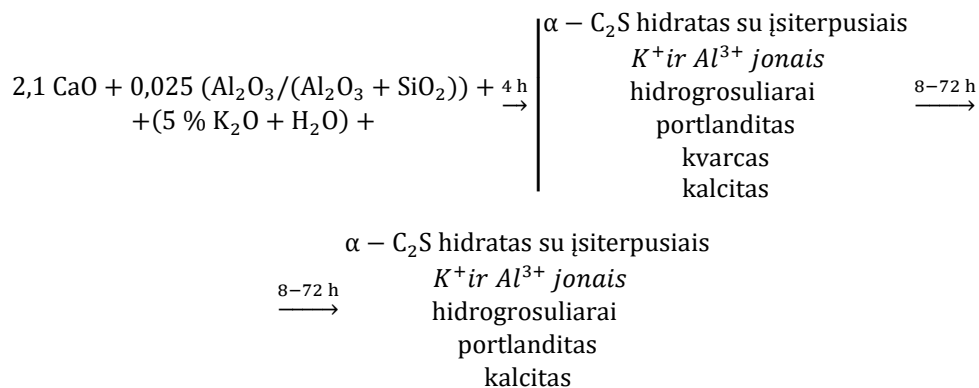 α − C₂S hidratas su įsiterpusiais
K⁺ir Al³⁺ jonais
2,1 CaO + 0,025 (Al₂O₃/(Al₂O₃ + SiO₂)) + 4 h →
+(5 % K₂O + H₂O) +
hidrogrosuliarai
8−72 h →
portlanditas
kvarcas
kalcitas
8−72 h →
α − C₂S hidratas su įsiterpusiais
K⁺ir Al³⁺ jonais
hidrogrosuliarai
portlanditas
kalcitas